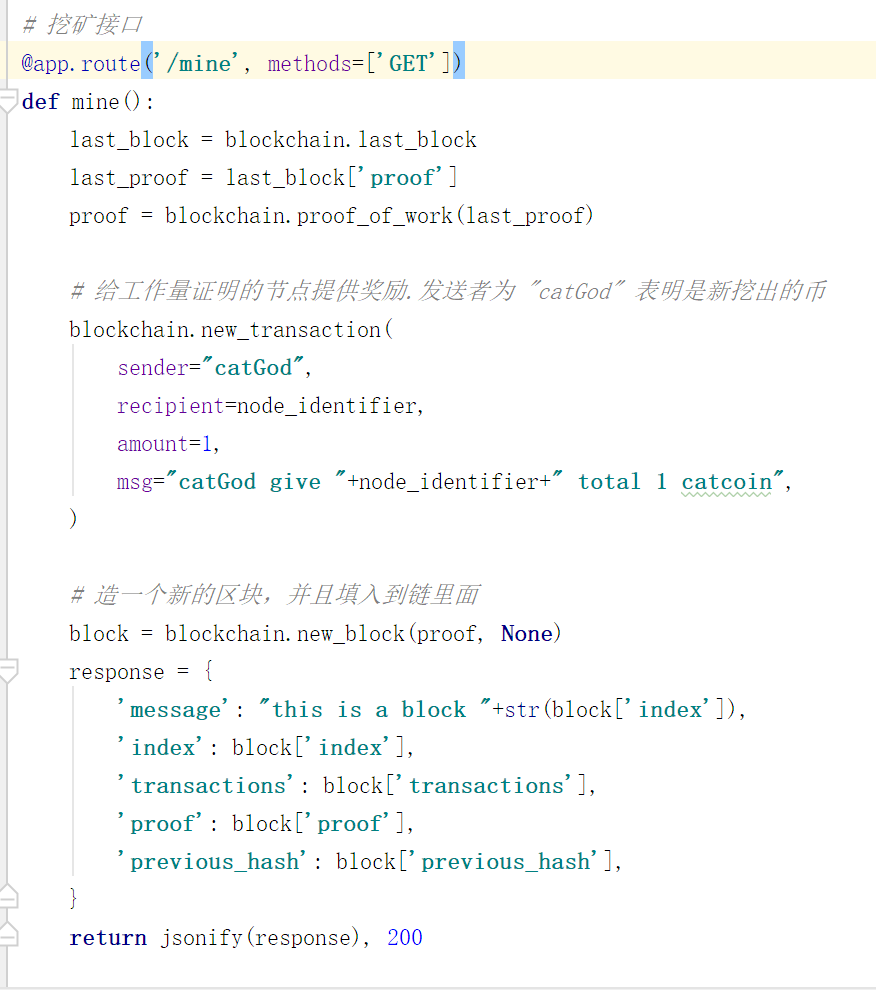 # 挖矿接口
@app.route('/mine', methods=['GET'])
def mine():
    last_block = blockchain.last_block
    last_proof = last_block['proof']
    proof = blockchain.proof_of_work(last_proof)

    # 给工作量证明的节点提供奖励.发送者为 "catGod" 表明是新挖出的币
    blockchain.new_transaction(
        sender="catGod",
        recipient=node_identifier,
        amount=1,
        msg="catGod give "+node_identifier+" total 1 catcoin",
    )

    # 造一个新的区块，并且填入到链里面
    block = blockchain.new_block(proof, None)
    response = {
        'message': "this is a block "+str(block['index']),
        'index': block['index'],
        'transactions': block['transactions'],
        'proof': block['proof'],
        'previous_hash': block['previous_hash'],
    }
    return jsonify(response), 200